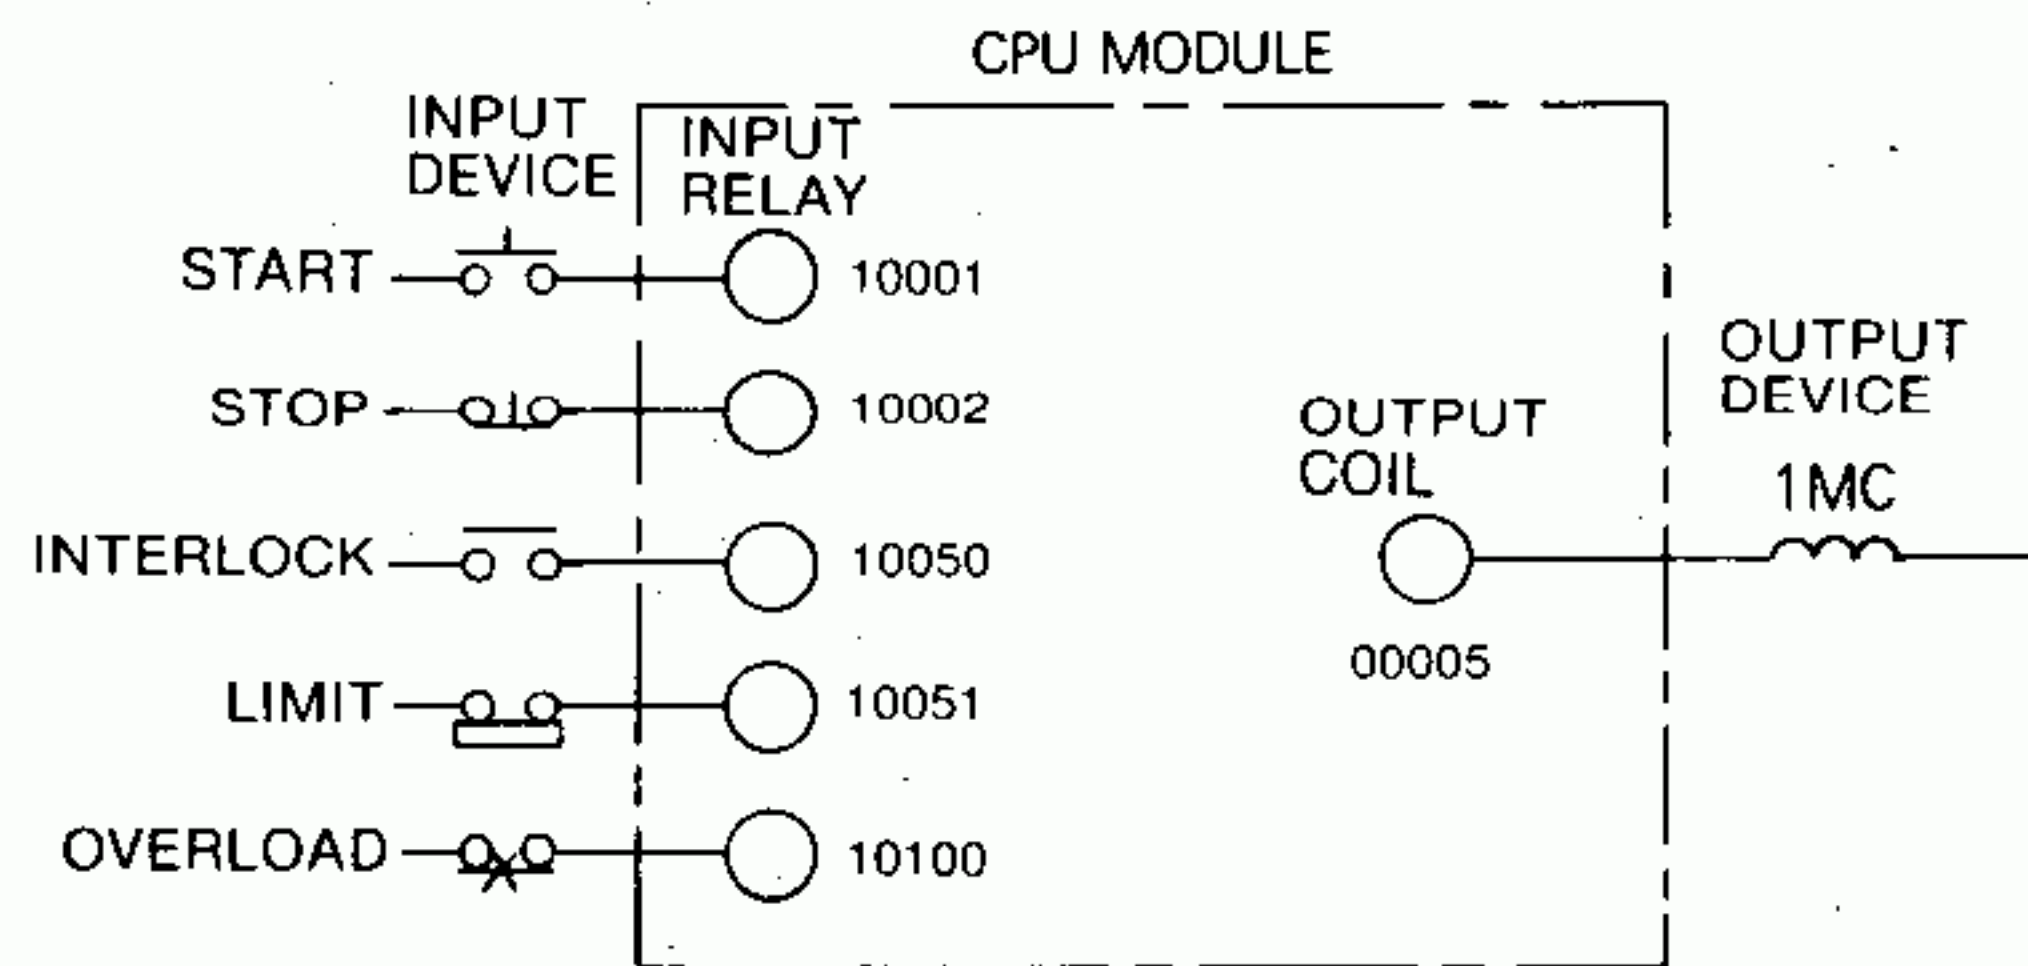 CPU MODULE
INPUT
DEVICE
INPUT
RELAY
START
10001
STOP
10002
INTERLOCK
10050
LIMIT
10051
OVERLOAD
10100
OUTPUT
COIL
00005
OUTPUT
DEVICE
1MC